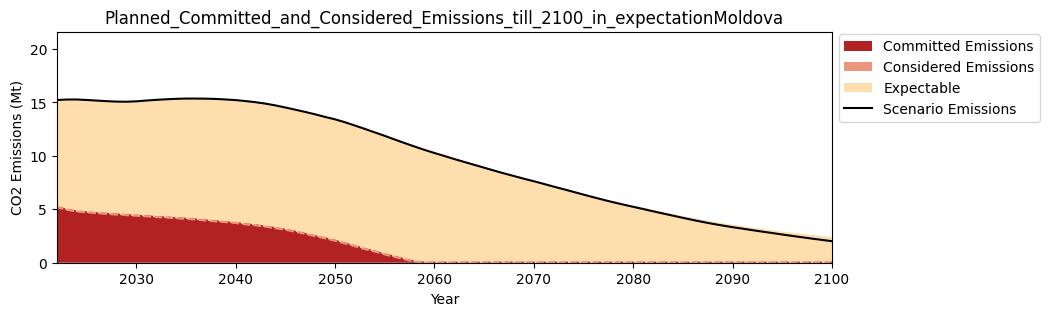 Planned_Committed_and_Considered_Emissions_till_2100_in_expectationMoldova
CO2 Emissions (Mt)
20
15
10
5
0
2030 2040 2050 2060 2070 2080 2090 2100
Year
Committed Emissions
Considered Emissions
Expectable
Scenario Emissions